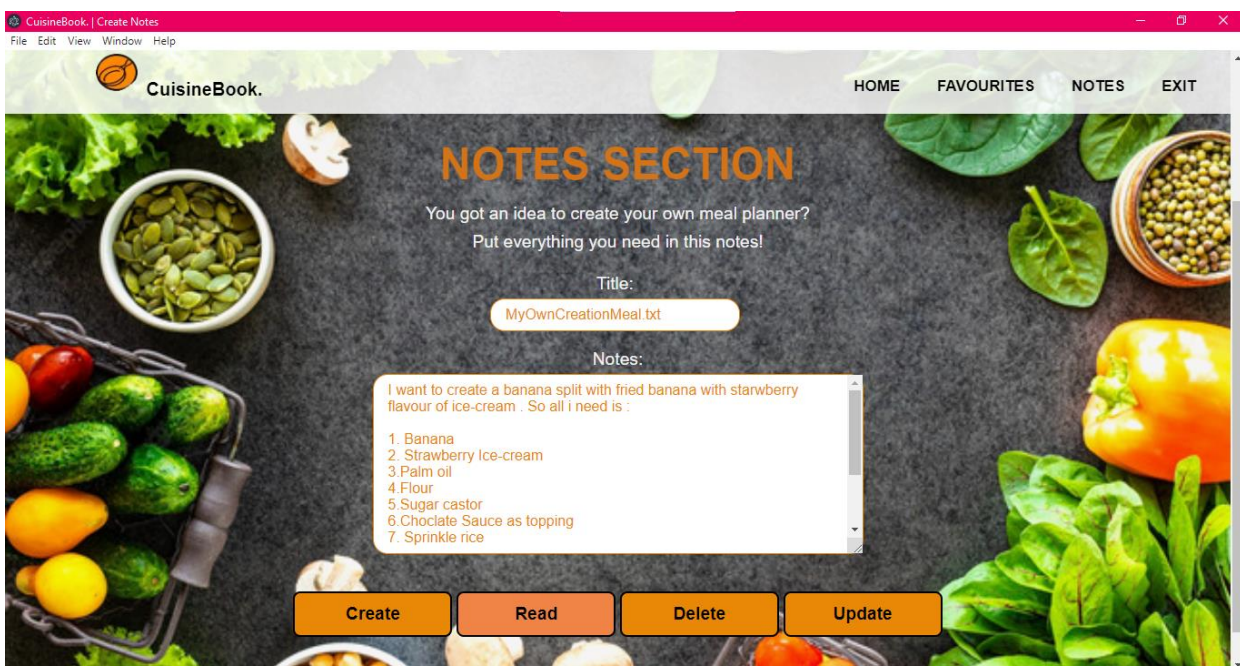 CuisineBook. | Create Notes
File Edit View Window Help
CuisineBook.
HOME FAVOURITES NOTES EXIT
NOTES SECTION
You got an idea to create your own meal planner?
Put everything you need in this notes!
Title:
MyOwnCreationMeal.txt
Notes:
I want to create a banana split with fried banana with starwberry
flavour of ice-cream . So all i need is :
1. Banana
2. Strawberry Ice-cream
3.Palm oil
4.Flour
5.Sugar castor
6.Choclate Sauce as topping
7. Sprinkle rice
Create Read Delete Update